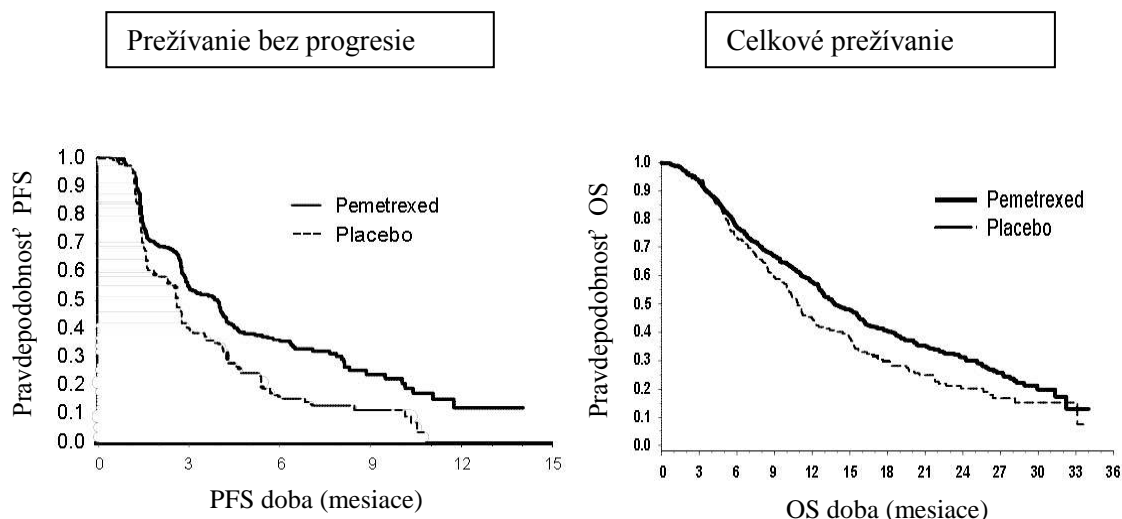 Prežívanie bez progresie
Celkové prežívanie
Pravdepodobnosť PFS
1.0
0.9
0.8
0.7
0.6
0.5
0.4
0.3
0.2
0.1
0.0
Pemetrexed
Placebo
0 3 6 9 12 15
PFS doba (mesiace)
Pravdepodobnosť OS
1.0
0.9
0.8
0.7
0.6
0.5
0.4
0.3
0.2
0.1
0.0
Pemetrexed
Placebo
0 3 6 9 12 15 18 21 24 27 30 33 36
OS doba (mesiace)